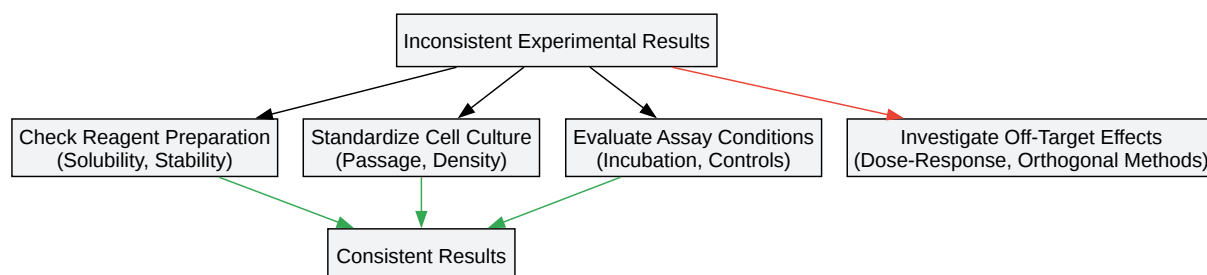 Inconsistent Experimental Results
Check Reagent Preparation
(Solubility, Stability)
Standardize Cell Culture
(Passage, Density)
Evaluate Assay Conditions
(Incubation, Controls)
Investigate Off-Target Effects
(Dose-Response, Orthogonal Methods)
Consistent Results